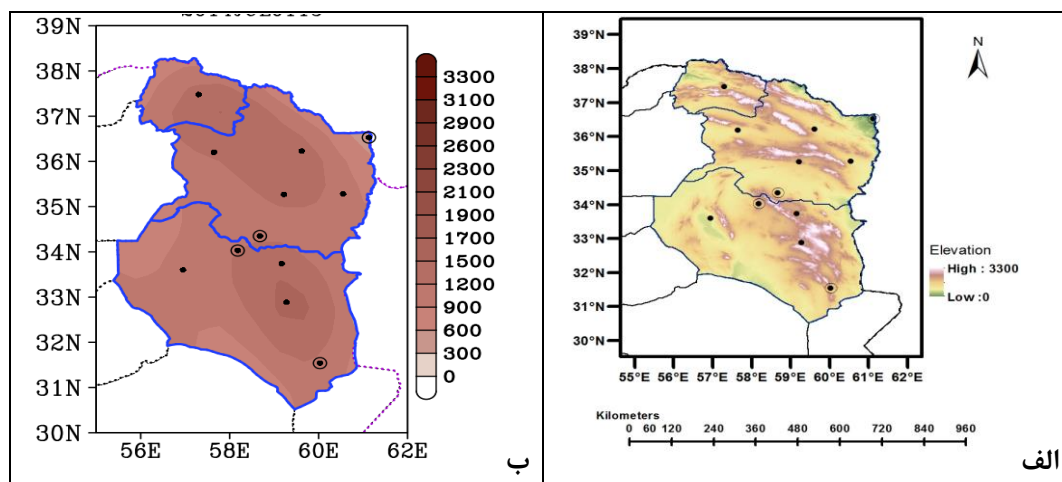 39N
38N
37N
36N
35N
34N
33N
32N
31N
30N
56E 58E 60E 62E
3300
3100
2900
2600
2300
2100
1900
1700
1500
1200
900
600
300
0
ب
39°N
38°N
37°N
36°N
35°N
34°N
33°N
32°N
31°N
30°N
55°E 56°E 57°E 58°E 59°E 60°E 61°E 62°E
N
Elevation
High : 3300
Low :0
Kilometers
0 60 120 240 360 480 600 720 840 960
الف